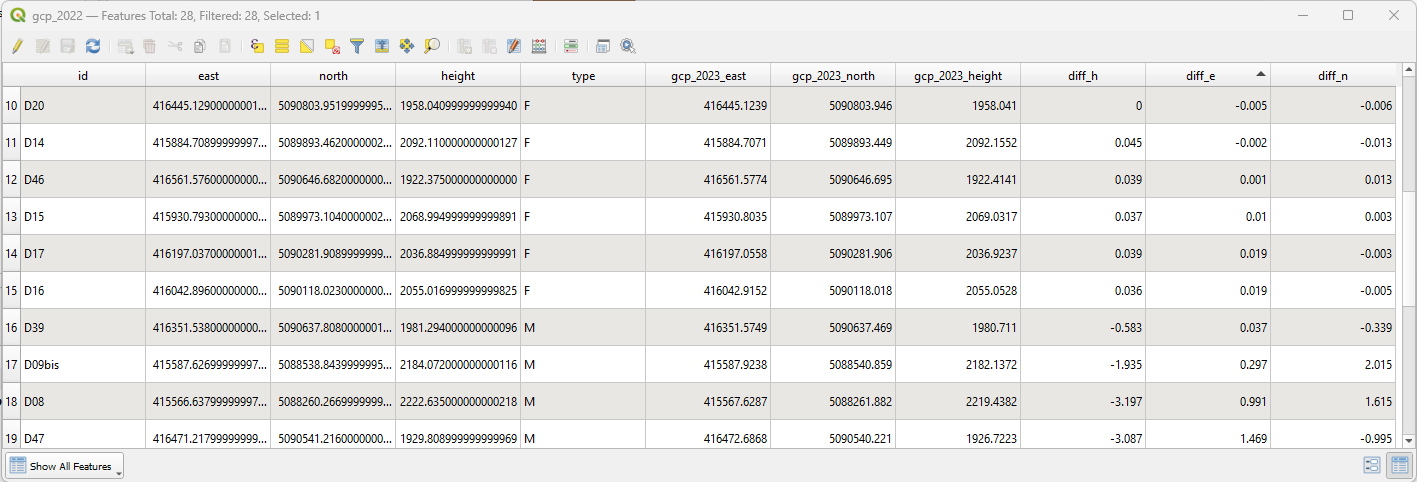 gcp_2022 — Features Total: 28, Filtered: 28, Selected: 1
id east north height type gcp_2023_east gcp_2023_north gcp_2023_height diff_h diff_e diff_n
10 D20 416445.12900000001... 5090803.9519999995... 1958.040999999999940 F 416445.1239 5090803.946 1958.041 0 -0.005 -0.006
11 D14 415884.70899999997... 5089893.4620000002... 2092.110000000000127 F 415884.7071 5089893.449 2092.1552 0.045 -0.002 -0.013
12 D46 416561.57600000000... 5090646.6820000000... 1922.375000000000000 F 416561.5774 5090646.695 1922.4141 0.039 0.001 0.013
13 D15 415930.79300000000... 5089973.1040000002... 2068.994999999999891 F 415930.8035 5089973.107 2069.0317 0.037 0.01 0.003
14 D17 416197.03700000001... 5090281.9089999999... 2036.884999999999991 F 416197.0558 5090281.906 2036.9237 0.039 0.019 -0.003
15 D16 416042.89600000000... 5090118.0230000000... 2055.016999999999825 F 416042.9152 5090118.018 2055.0528 0.036 0.019 -0.005
16 D39 416351.53800000000... 5090637.8080000001... 1981.294000000000096 M 416351.5749 5090637.469 1980.711 -0.583 0.037 -0.339
17 D09bis 415587.62699999997... 5088538.8439999995... 2184.072000000000116 M 415587.9238 5088540.859 2182.1372 -1.935 0.297 2.015
18 D08 415566.63799999997... 5088260.2669999999... 2222.635000000000218 M 415567.6287 5088261.882 2219.4382 -3.197 0.991 1.615
19 D47 416471.21799999999... 5090541.2160000000... 1929.808999999999969 M 416472.6868 5090540.221 1926.7223 -3.087 1.469 -0.995
Show All Features